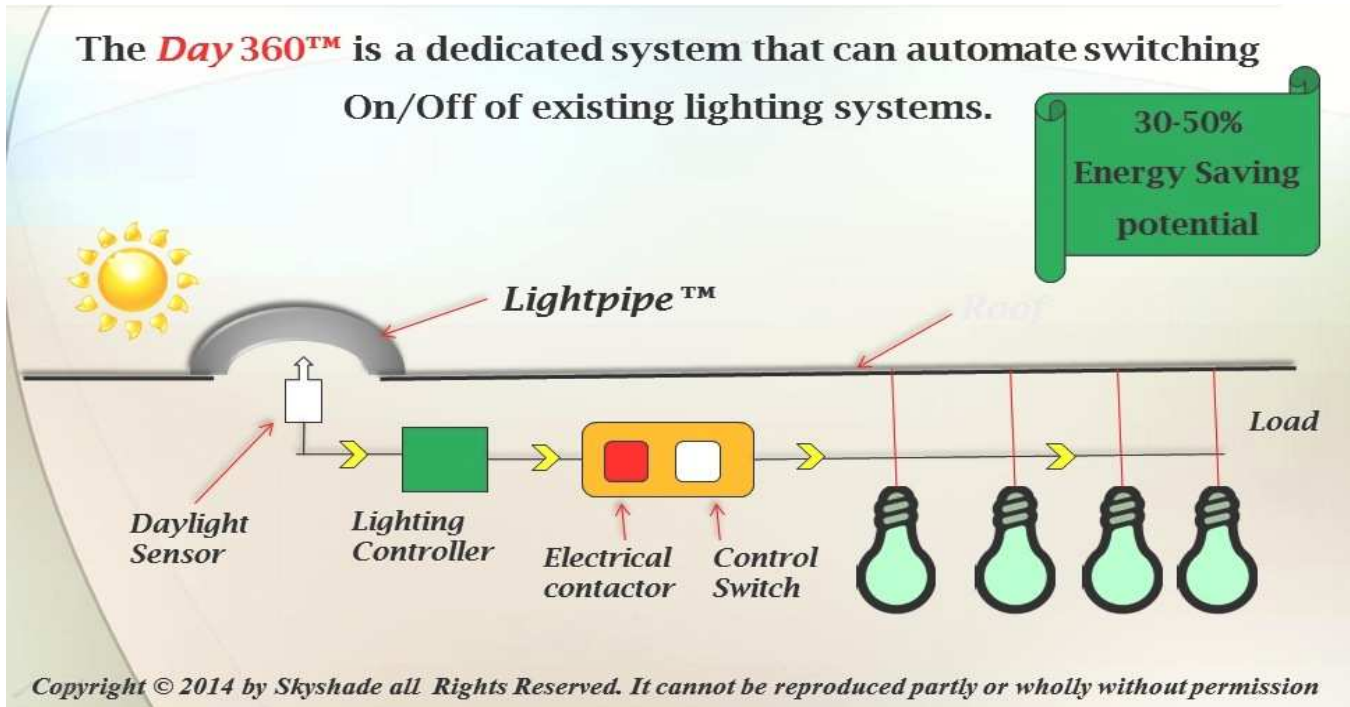 The Day 360™ is a dedicated system that can automate switching
On/Off of existing lighting systems.
30-50%
Energy Saving
potential
Lightpipe™
Roof
Load
Daylight
Sensor
Lighting
Controller
Electrical
contactor
Control
Switch
Copyright © 2014 by Skyshade all Rights Reserved. It cannot be reproduced partly or wholly without permission